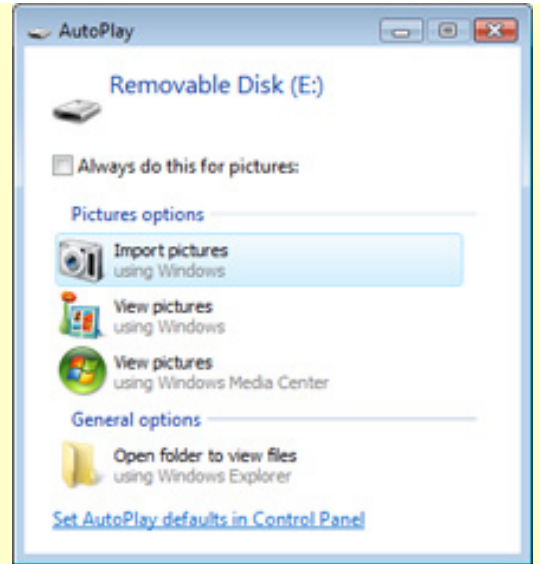 AutoPlay
Removable Disk (E:)
Always do this for pictures:
Pictures options
Import pictures
using Windows
View pictures
using Windows
View pictures
using Windows Media Center
General options
Open folder to view files
using Windows Explorer
Set AutoPlay defaults in Control Panel